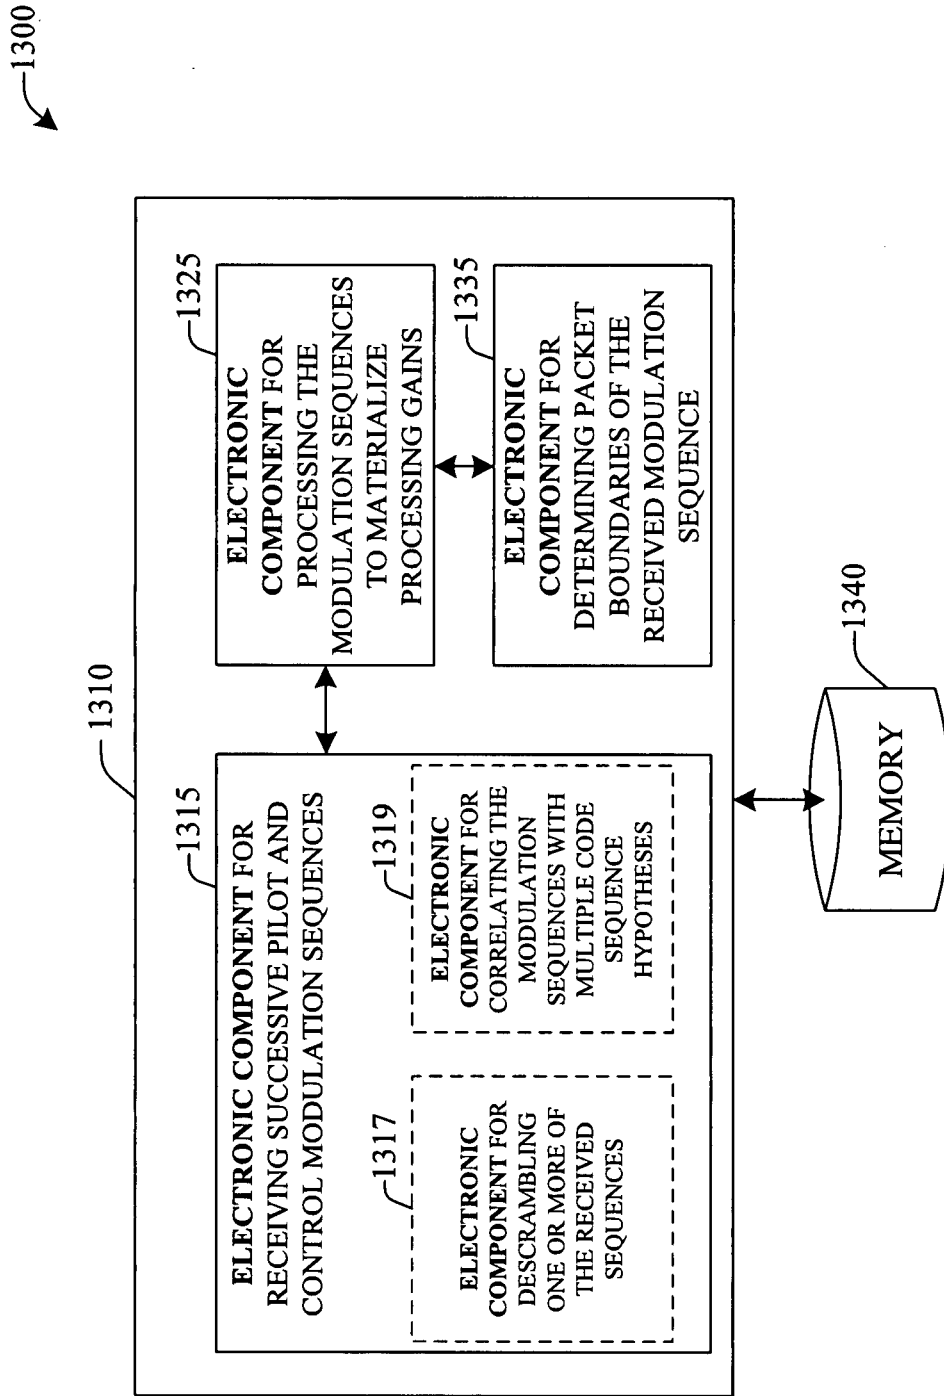 1300
1310
1315
ELECTRONIC COMPONENT FOR
RECEIVING SUCCESSIVE PILOT AND
CONTROL MODULATION SEQUENCES
1317
ELECTRONIC
COMPONENT FOR
DESCRAMBLING
ONE OR MORE OF
THE RECEIVED
SEQUENCES
1319
ELECTRONIC
COMPONENT FOR
CORRELATING THE
MODULATION
SEQUENCES WITH
MULTIPLE CODE
SEQUENCE
HYPOTHESES
1325
ELECTRONIC
COMPONENT FOR
PROCESSING THE
MODULATION SEQUENCES
TO MATERIALIZE
PROCESSING GAINS
1335
ELECTRONIC
COMPONENT FOR
DETERMINING PACKET
BOUNDARIES OF THE
RECEIVED MODULATION
SEQUENCE
1340
MEMORY